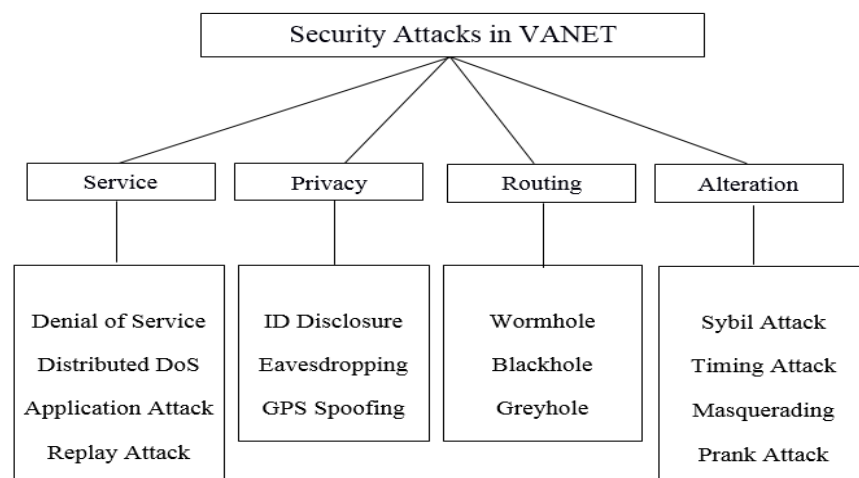 Security Attacks in VANET
Service
Privacy
Routing
Alteration
Denial of Service
Distributed DoS
Application Attack
Replay Attack
ID Disclosure
Eavesdropping
GPS Spoofing
Wormhole
Blackhole
Greyhole
Sybil Attack
Timing Attack
Masquerading
Prank Attack